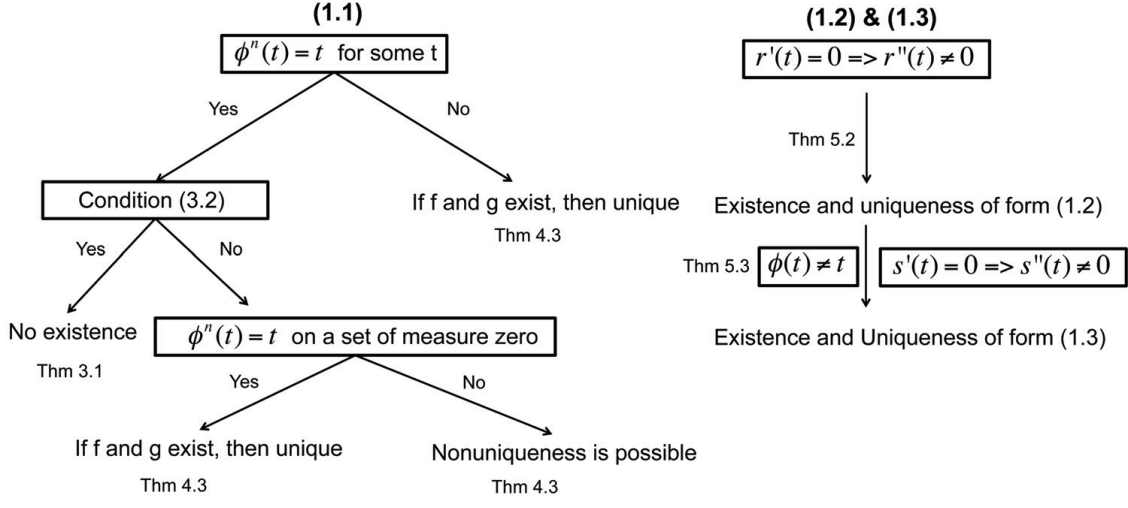 (1.1)
ϕⁿ(t) = t for some t
Yes
No
Condition (3.2)
If f and g exist, then unique
Thm 4.3
Yes
No
No existence
Thm 3.1
ϕⁿ(t) = t on a set of measure zero
Yes
No
If f and g exist, then unique
Thm 4.3
Nonuniqueness is possible
Thm 4.3
(1.2) & (1.3)
r'(t) = 0 => r''(t) ≠ 0
Thm 5.2
Existence and uniqueness of form (1.2)
Thm 5.3
ϕ(t) ≠ t
s'(t) = 0 => s''(t) ≠ 0
Existence and Uniqueness of form (1.3)